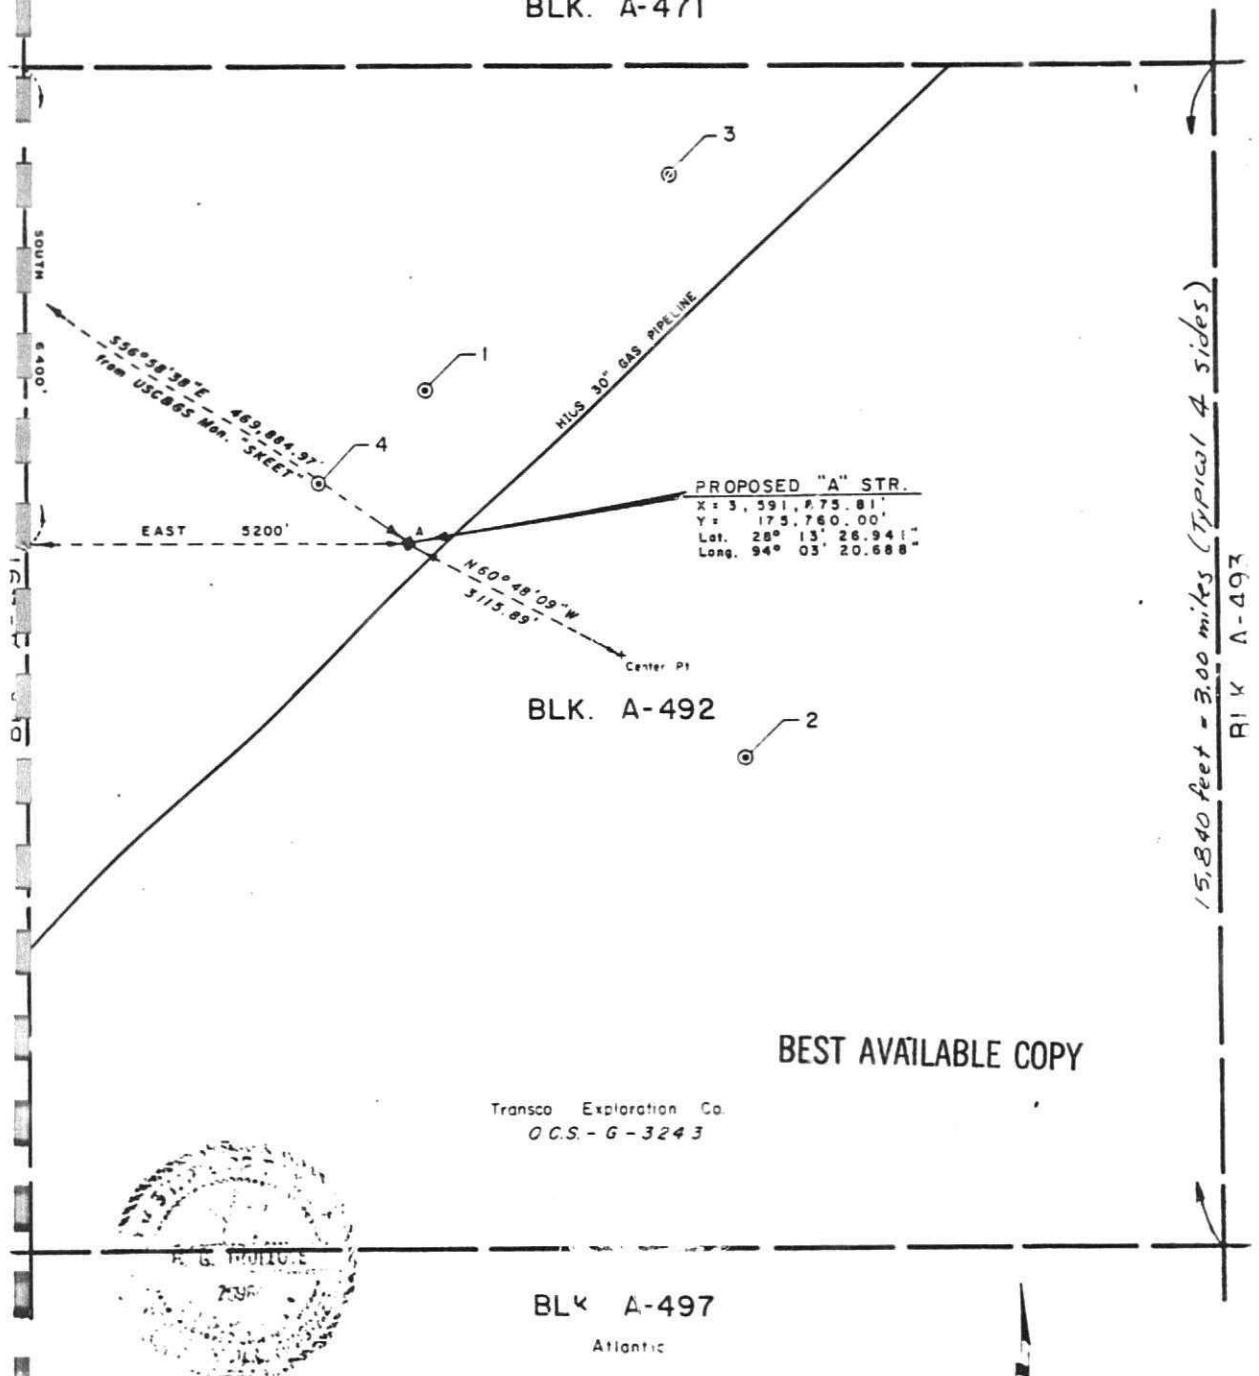 BLK. A-471
3
SOUTH 6400'
S56°58'38"E 469,884.97'
from USC&GS Mon. "SKEET"
1
HIOS 30" GAS PIPELINE
4
PROPOSED "A" STR.
X = 3,591,875.81'
Y = 175,760.00'
Lat. 28° 13' 26.941"
Long. 94° 03' 20.688"
EAST 5200'
A
N60°48'09"W
3115.89'
Center Pt
BLK. A-492
2
15,840 feet = 3.00 miles (Typical 4 sides)
BLK A-493
BEST AVAILABLE COPY
Transco Exploration Co.
O.C.S.-G-3243
BLK A-497
Atlantic